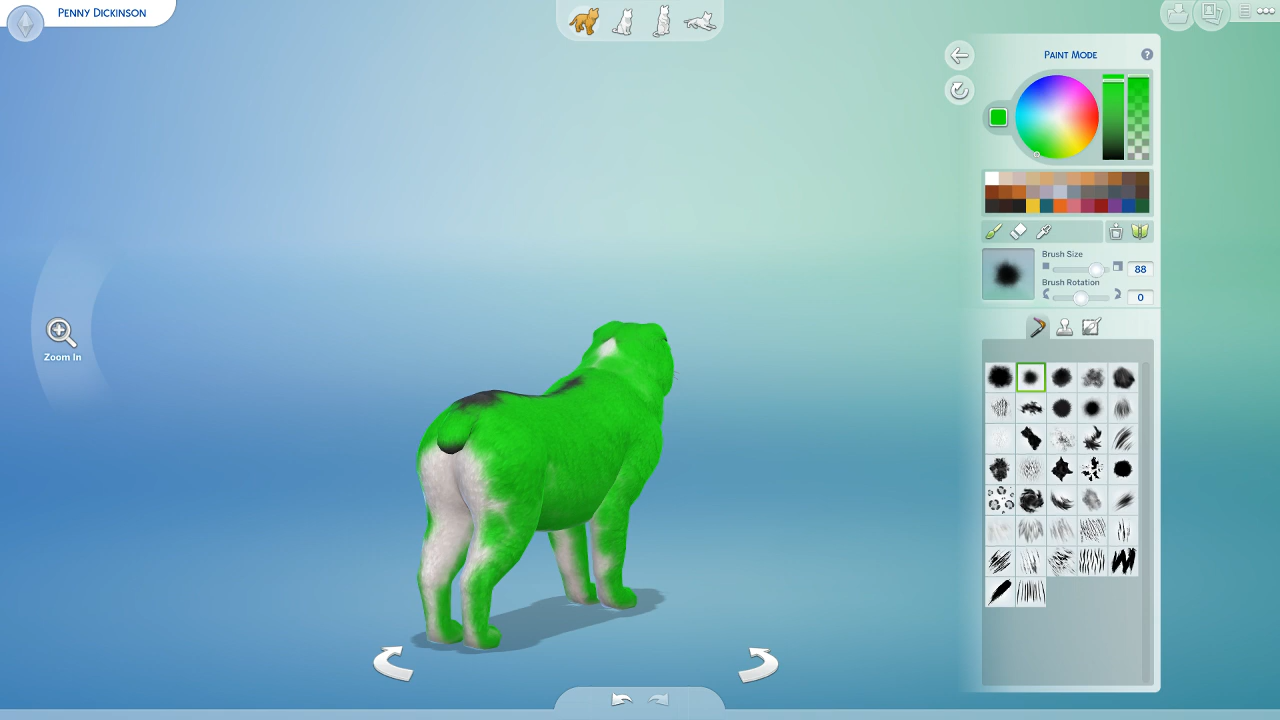 Penny Dickinson
Paint Mode
?
Brush Size
88
Brush Rotation
0
Zoom In